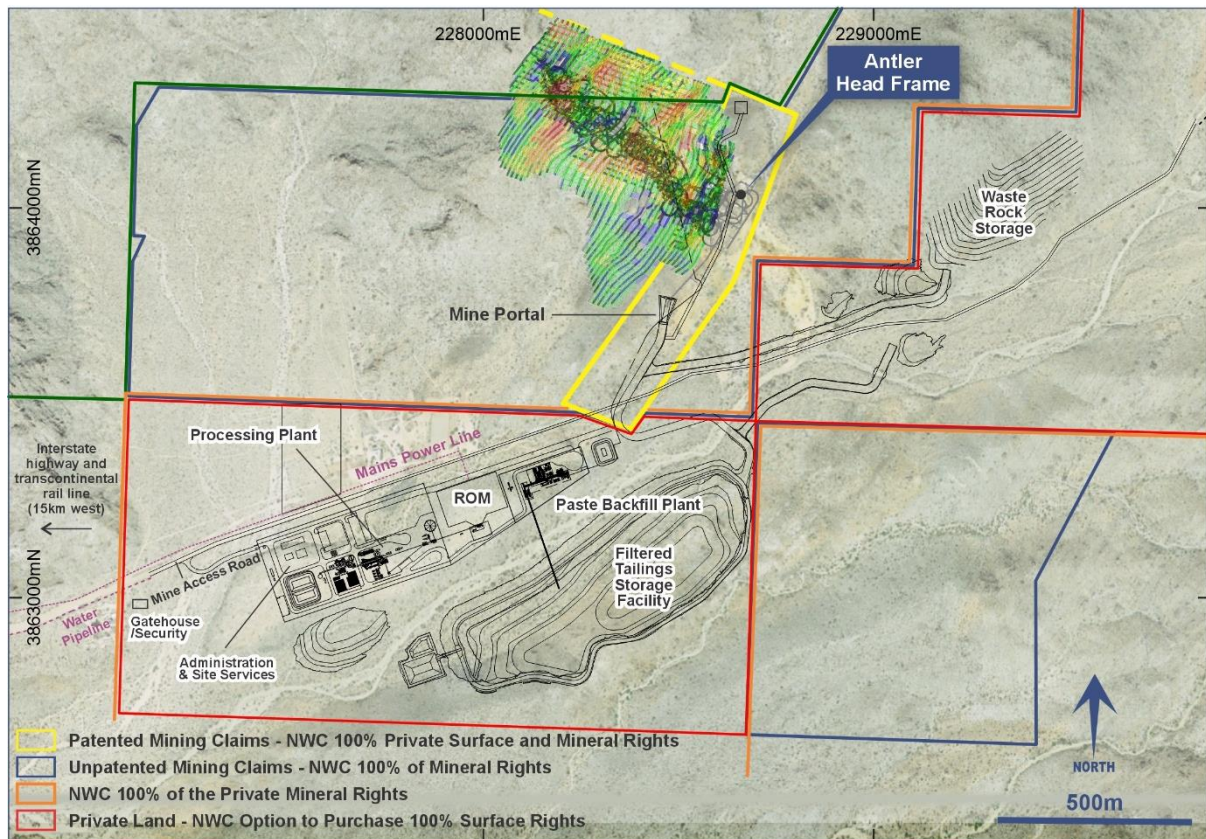 228000mE
229000mE
Antler
Head Frame
3864000mN
Waste
Rock
Storage
Mine Portal
Processing Plant
Mains Power Line
Interstate
highway and
transcontinental
rail line
(15km west)
ROM
Paste Backfill Plant
Filtered
Tailings
Storage
Facility
3863000mN
Mine Access Road
Gatehouse
/Security
Water
Pipeline
Administration
& Site Services
Patented Mining Claims - NWC 100% Private Surface and Mineral Rights
Unpatented Mining Claims - NWC 100% of Mineral Rights
NWC 100% of the Private Mineral Rights
Private Land - NWC Option to Purchase 100% Surface Rights
NORTH
500m